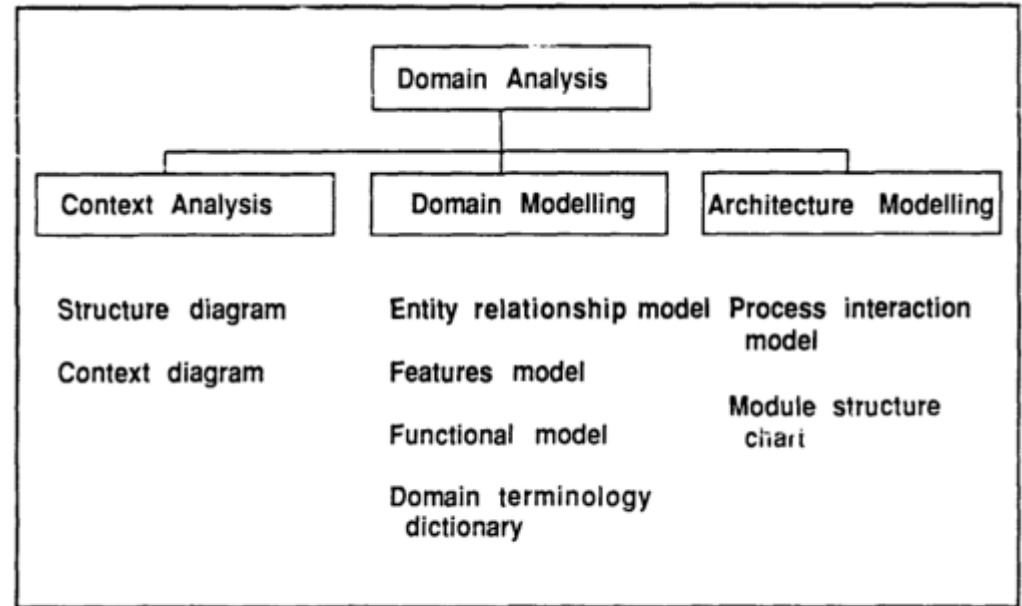 Domain Analysis
Context Analysis
Domain Modelling
Architecture Modelling
Structure diagram
Context diagram
Entity relationship model
Features model
Functional model
Domain terminology
dictionary
Process interaction
model
Module structure
chart